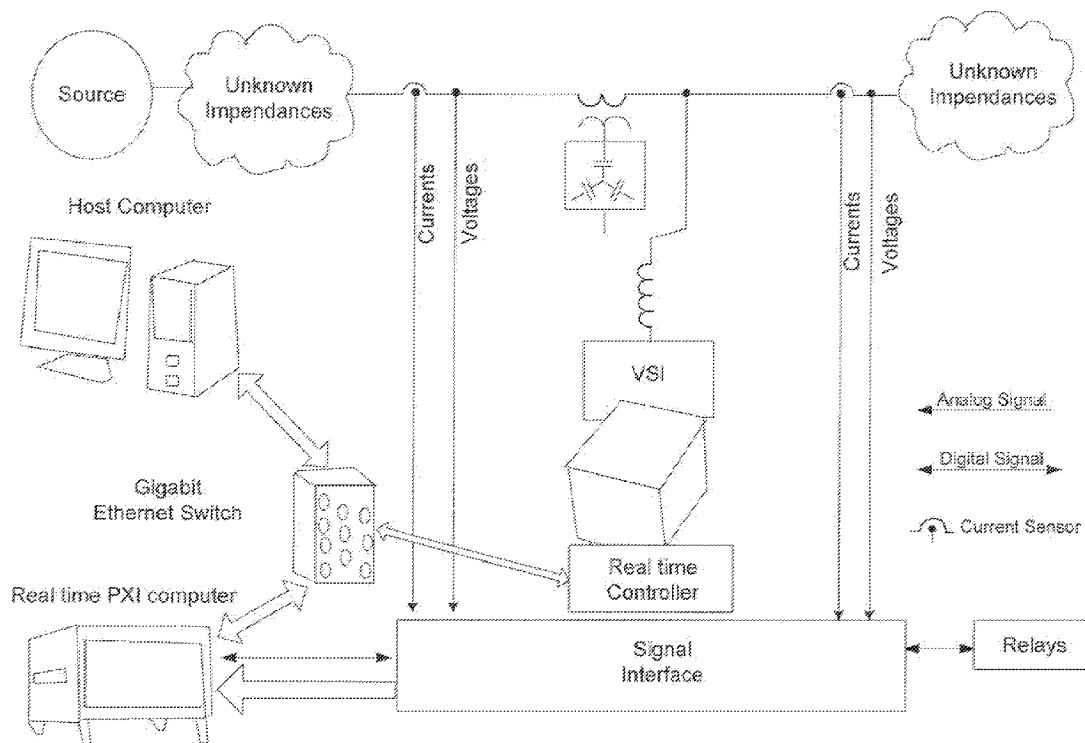 Source
Unknown
Impendances
Unknown
Impendances
Host Computer
Currents
Voltages
Currents
Voltages
VSI
Analog Signal
Digital Signal
Current Sensor
Gigabit
Ethernet Switch
Real time
Controller
Real time PXI computer
Signal
Interface
Relays